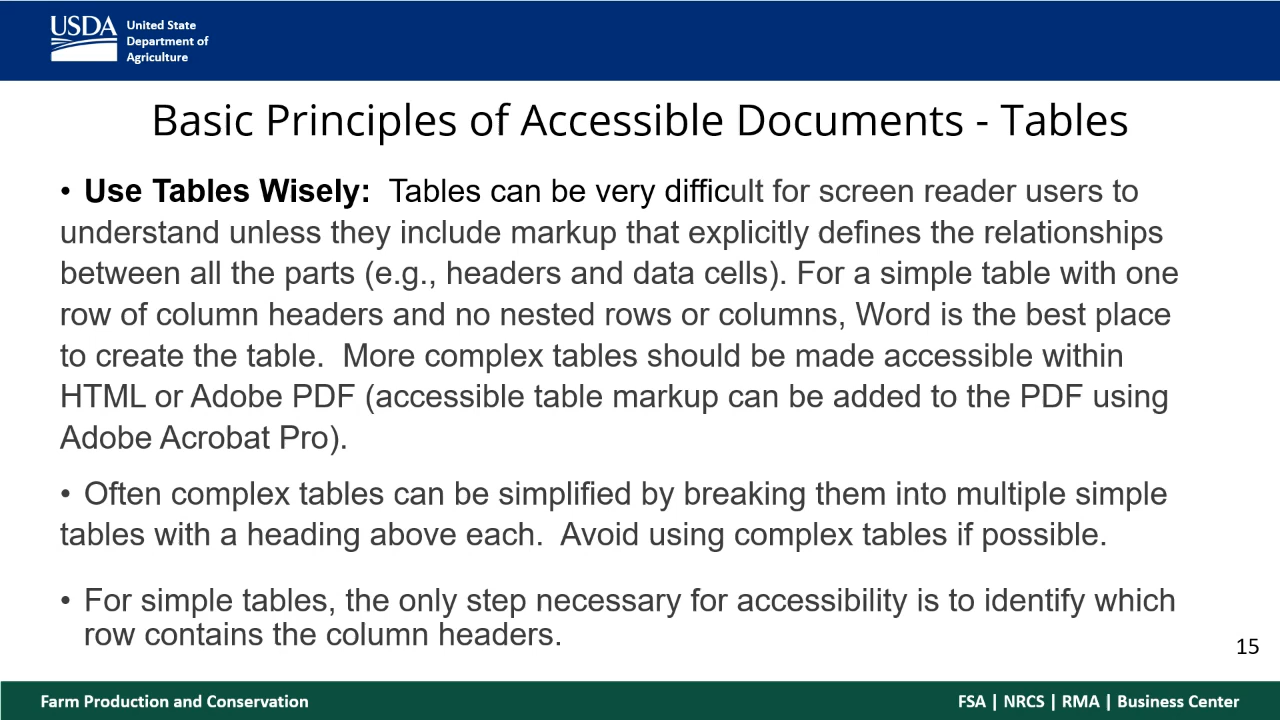 USDA
United State
Department of
Agriculture
Basic Principles of Accessible Documents - Tables
• Use Tables Wisely:  Tables can be very difficult for screen reader users to
understand unless they include markup that explicitly defines the relationships
between all the parts (e.g., headers and data cells). For a simple table with one
row of column headers and no nested rows or columns, Word is the best place
to create the table.  More complex tables should be made accessible within
HTML or Adobe PDF (accessible table markup can be added to the PDF using
Adobe Acrobat Pro).
• Often complex tables can be simplified by breaking them into multiple simple
tables with a heading above each.  Avoid using complex tables if possible.
• For simple tables, the only step necessary for accessibility is to identify which
row contains the column headers.
15
Farm Production and Conservation
FSA | NRCS | RMA | Business Center